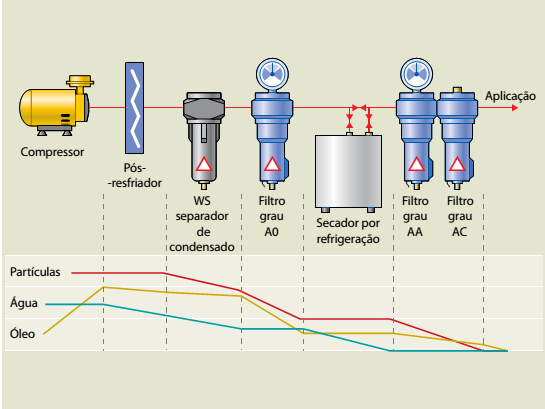 Aplicação
Compressor
Pós-
-resfriador
WS
separador
de
condensado
Filtro
grau
A0
Secador por
refrigeração
Filtro
grau
AA
Filtro
grau
AC
Partículas
Água
Óleo